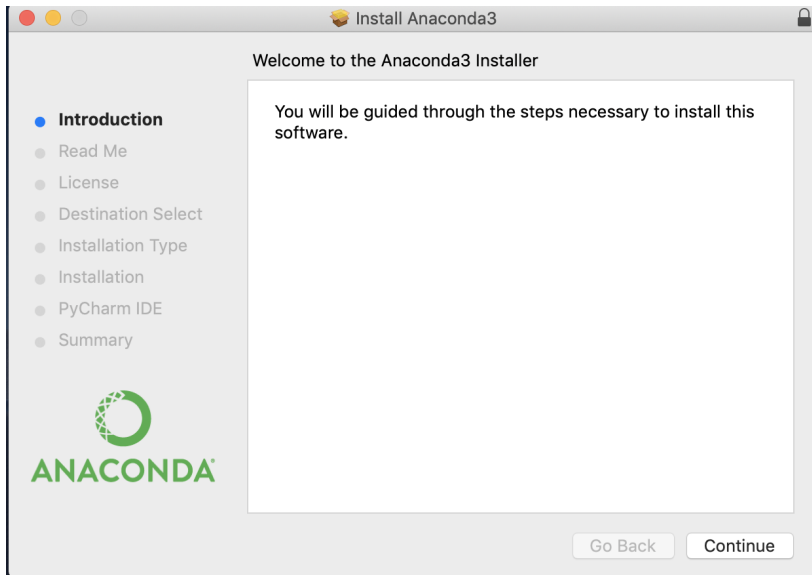 Install Anaconda3
Welcome to the Anaconda3 Installer
Introduction
Read Me
License
Destination Select
Installation Type
Installation
PyCharm IDE
Summary
ANACONDA®
You will be guided through the steps necessary to install this
software.
Go Back
Continue